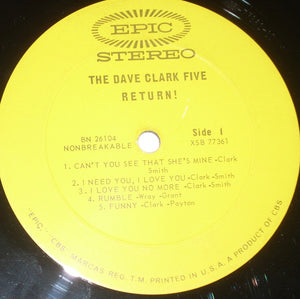 EPIC
STEREO
THE DAVE CLARK FIVE
RETURN!
BN 26104
NONBREAKABLE
Side 1
XSB 77361
1. CAN'T YOU SEE THAT SHE'S MINE -Clark
Smith
2. I NEED YOU, I LOVE YOU -Clark -Smith
3. I LOVE YOU NO MORE -Clark -Smith
4. RUMBLE -Wray -Grant
5. FUNNY -Clark -Payton
"EPIC," CBS, MARCAS REG. T.M. PRINTED IN U.S.A. A PRODUCT OF CBS